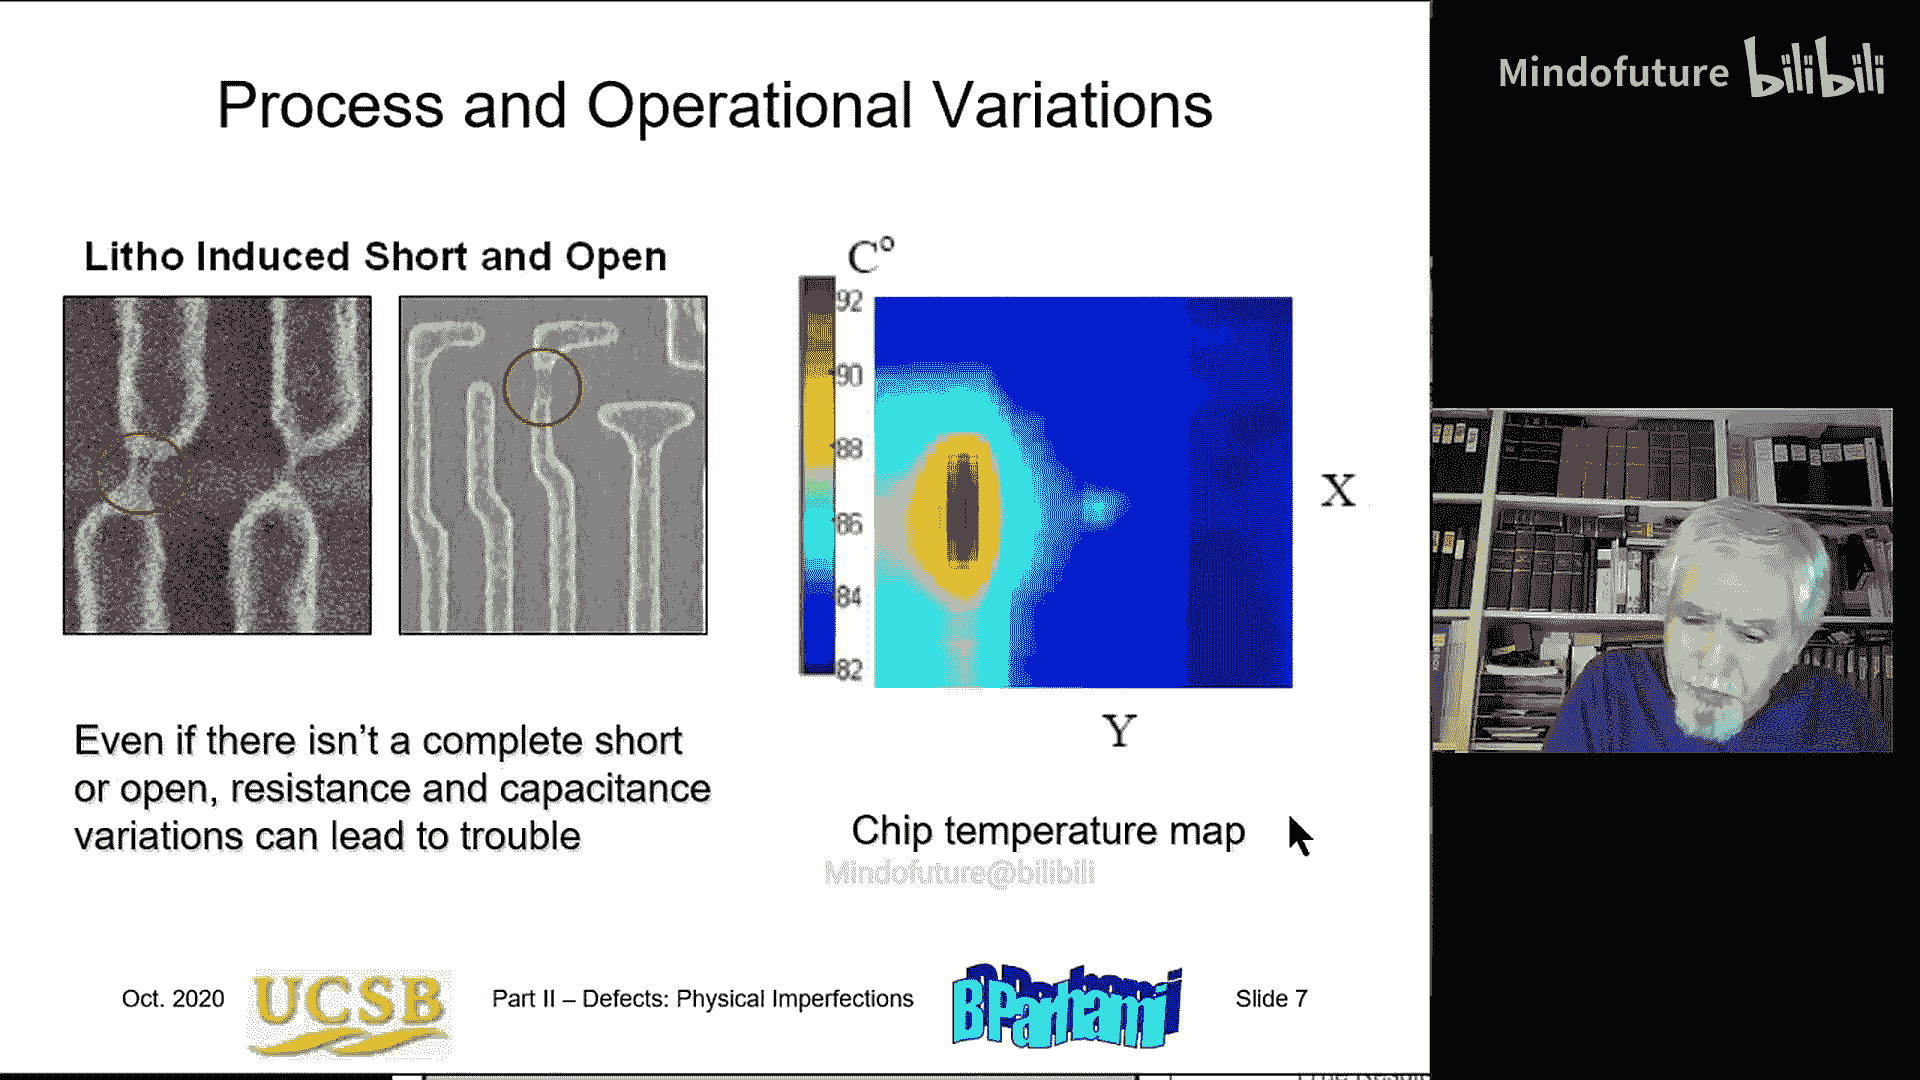 Process and Operational Variations
Mindofuture bilibili
Litho Induced Short and Open
C°
92
90
88
86
84
82
X
Y
Even if there isn't a complete short
or open, resistance and capacitance
variations can lead to trouble
Chip temperature map
Mindofuture@bilibili
Oct. 2020
UCSB
Part II – Defects: Physical Imperfections
B Parhami
Slide 7